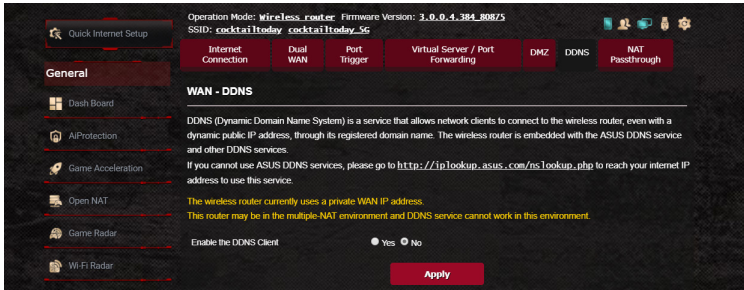 Quick Internet Setup
Operation Mode: Wireless router Firmware Version: 3.0.0.4.384_80875
SSID: cocktailtoday cocktailtoday_5G
Internet Connection
Dual WAN
Port Trigger
Virtual Server / Port Forwarding
DMZ
DDNS
NAT Passthrough
General
Dash Board
AiProtection
Game Acceleration
Open NAT
Game Radar
Wi-Fi Radar
WAN - DDNS
DDNS (Dynamic Domain Name System) is a service that allows network clients to connect to the wireless router, even with a
dynamic public IP address, through its registered domain name. The wireless router is embedded with the ASUS DDNS service
and other DDNS services.
If you cannot use ASUS DDNS services, please go to http://iplookup.asus.com/nslookup.php to reach your internet IP
address to use this service.
The wireless router currently uses a private WAN IP address.
This router may be in the multiple-NAT environment and DDNS service cannot work in this environment.
Enable the DDNS Client Yes No
Apply